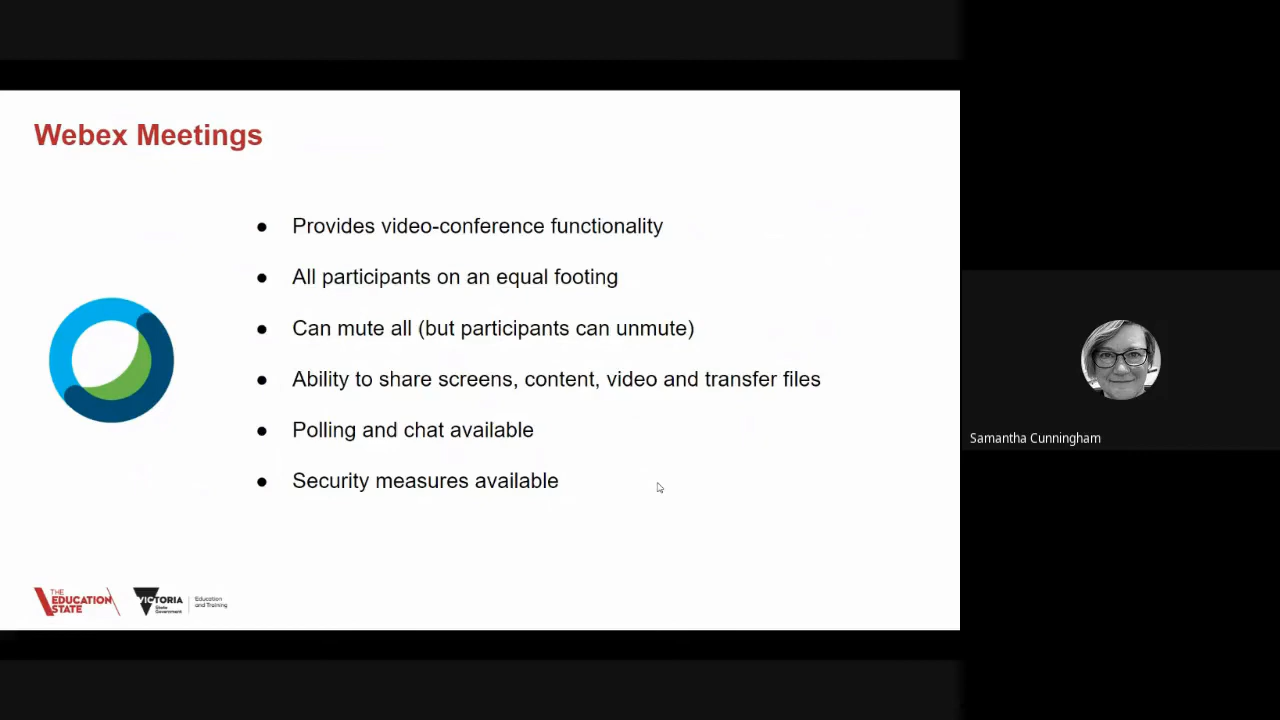 Webex Meetings
● Provides video-conference functionality
● All participants on an equal footing
● Can mute all (but participants can unmute)
● Ability to share screens, content, video and transfer files
● Polling and chat available
● Security measures available
Samantha Cunningham
THE
EDUCATION
STATE
VICTORIA
State
Government
Education
and Training